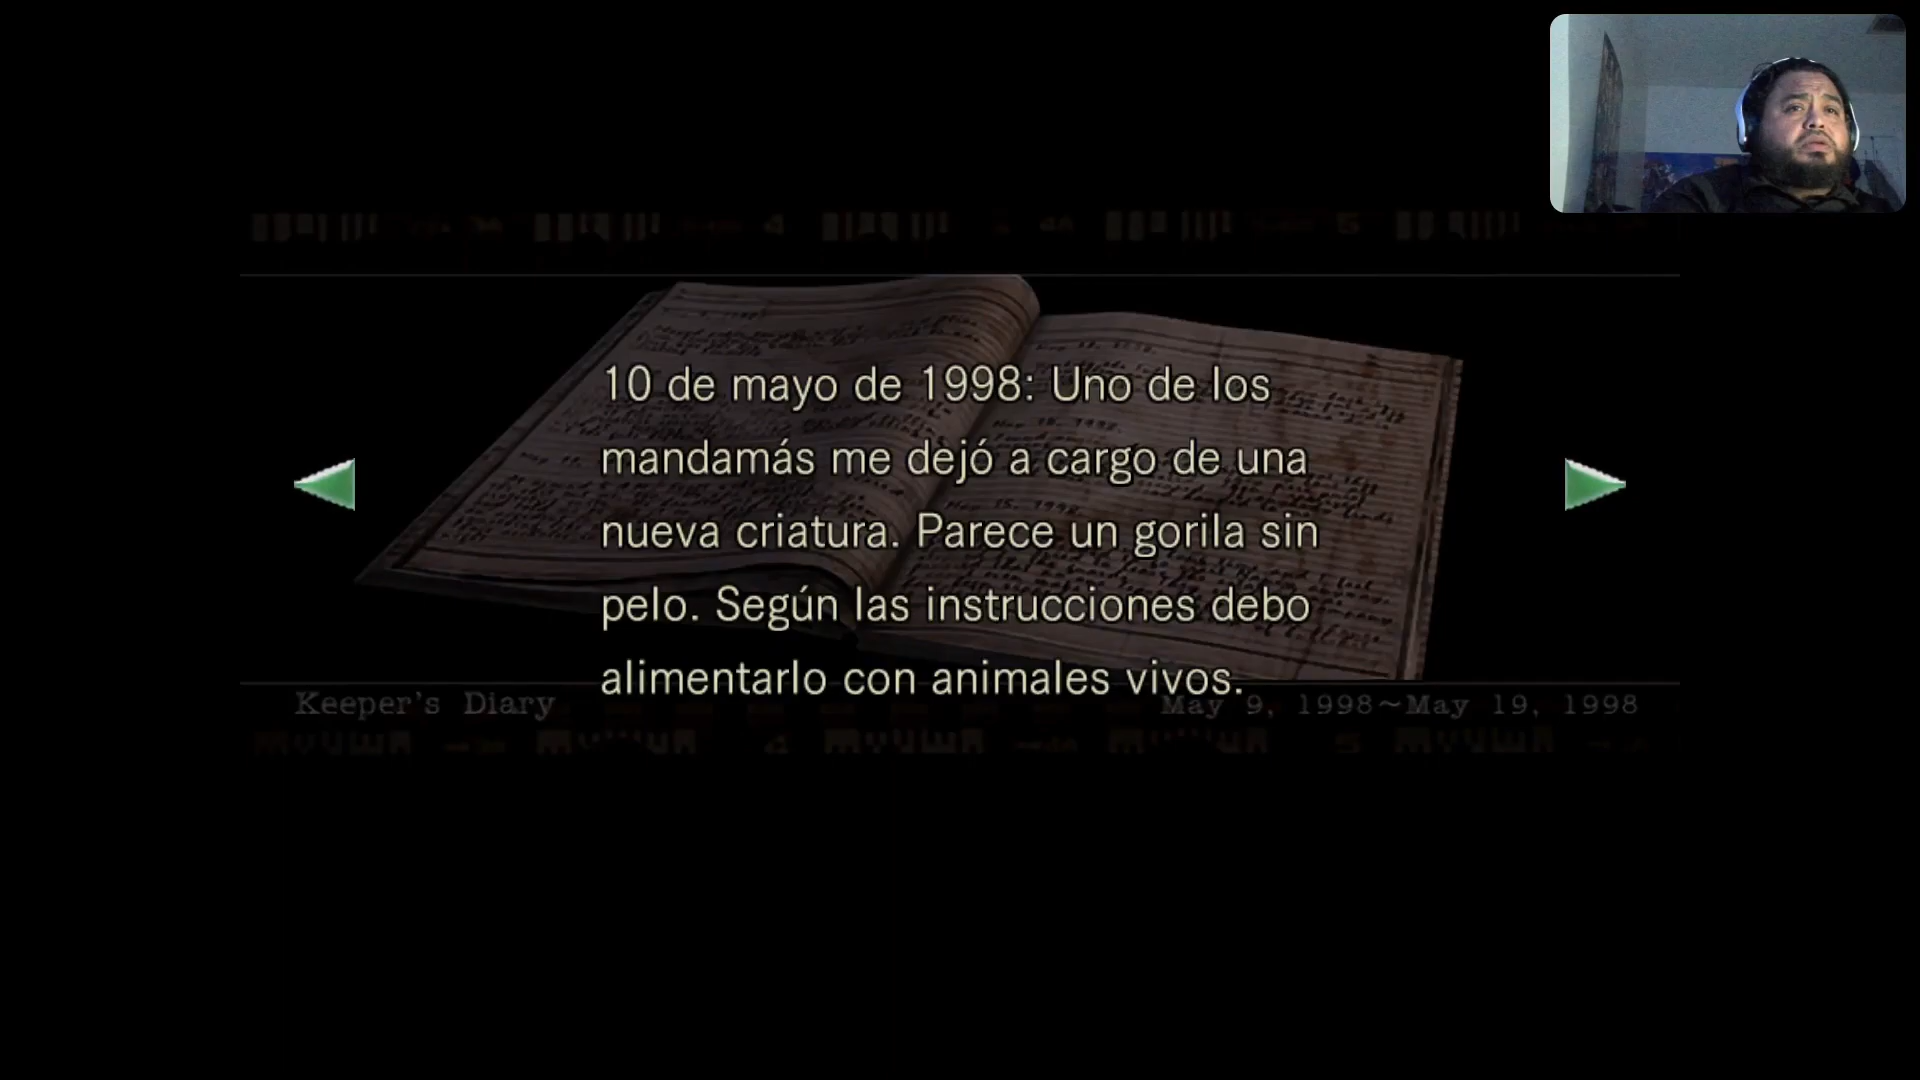 10 de mayo de 1998: Uno de los
mandamás me dejó a cargo de una
nueva criatura. Parece un gorila sin
pelo. Según las instrucciones debo
alimentarlo con animales vivos.
Keeper's Diary
May 9, 1998~May 19, 1998